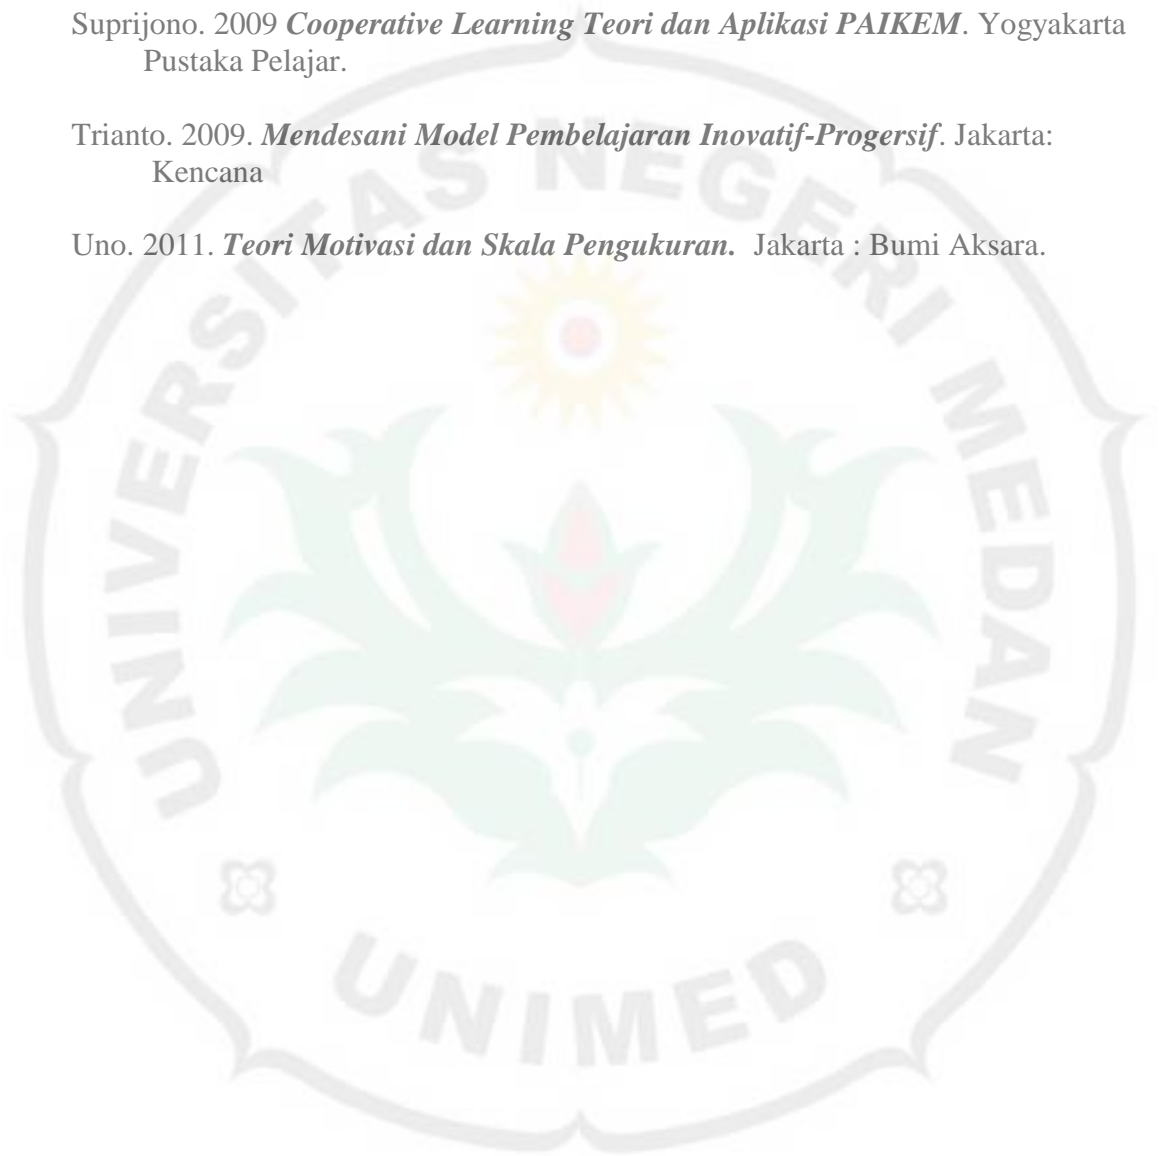 Suprijono. 2009 Cooperative Learning Teori dan Aplikasi PAIKEM. Yogyakarta
Pustaka Pelajar.
Trianto. 2009. Mendesani Model Pembelajaran Inovatif-Progersif. Jakarta:
Kencana
Uno. 2011. Teori Motivasi dan Skala Pengukuran. Jakarta : Bumi Aksara.
UNIVERSITAS NEGERI MEDAN
UNIMED